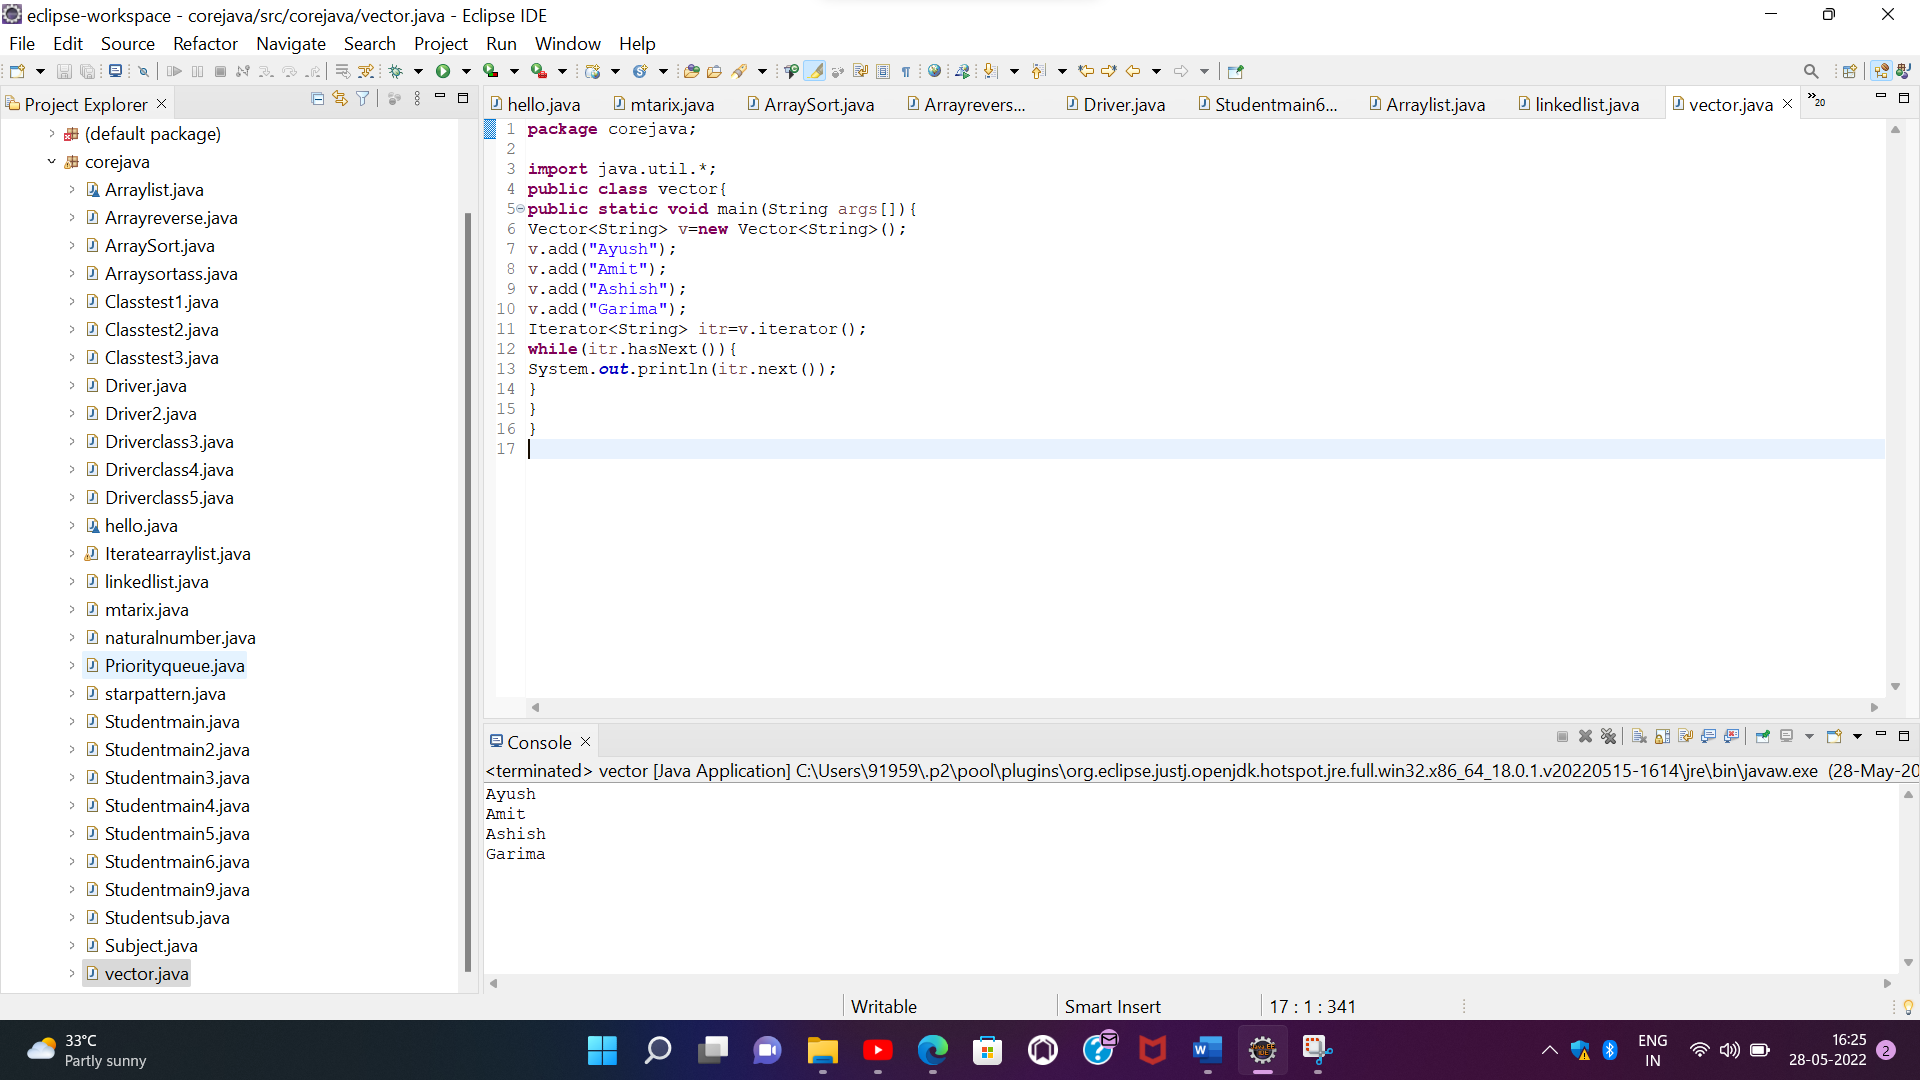 eclipse-workspace - corejava/src/corejava/vector.java - Eclipse IDE
File Edit Source Refactor Navigate Search Project Run Window Help
Project Explorer
(default package)
corejava
Arraylist.java
Arrayreverse.java
ArraySort.java
Arraysortass.java
Classtest1.java
Classtest2.java
Classtest3.java
Driver.java
Driver2.java
Driverclass3.java
Driverclass4.java
Driverclass5.java
hello.java
Iteratearraylist.java
linkedlist.java
mtarix.java
naturalnumber.java
Priorityqueue.java
starpattern.java
Studentmain.java
Studentmain2.java
Studentmain3.java
Studentmain4.java
Studentmain5.java
Studentmain6.java
Studentmain9.java
Studentsub.java
Subject.java
vector.java
hello.java mtarix.java ArraySort.java Arrayrevers... Driver.java Studentmain6... Arraylist.java linkedlist.java vector.java »20
1 package corejava;
2
3 import java.util.*;
4 public class vector{
5 public static void main(String args[]){
6 Vector<String> v=new Vector<String>();
7 v.add("Ayush");
8 v.add("Amit");
9 v.add("Ashish");
10 v.add("Garima");
11 Iterator<String> itr=v.iterator();
12 while(itr.hasNext()){
13 System.out.println(itr.next());
14 }
15 }
16 }
17
Console
<terminated> vector [Java Application] C:\Users\91959\.p2\pool\plugins\org.eclipse.justj.openjdk.hotspot.jre.full.win32.x86_64_18.0.1.v20220515-1614\jre\bin\javaw.exe (28-May-20
Ayush
Amit
Ashish
Garima
Writable Smart Insert 17 : 1 : 341
33°C
Partly sunny
ENG
IN
16:25
28-05-2022
2